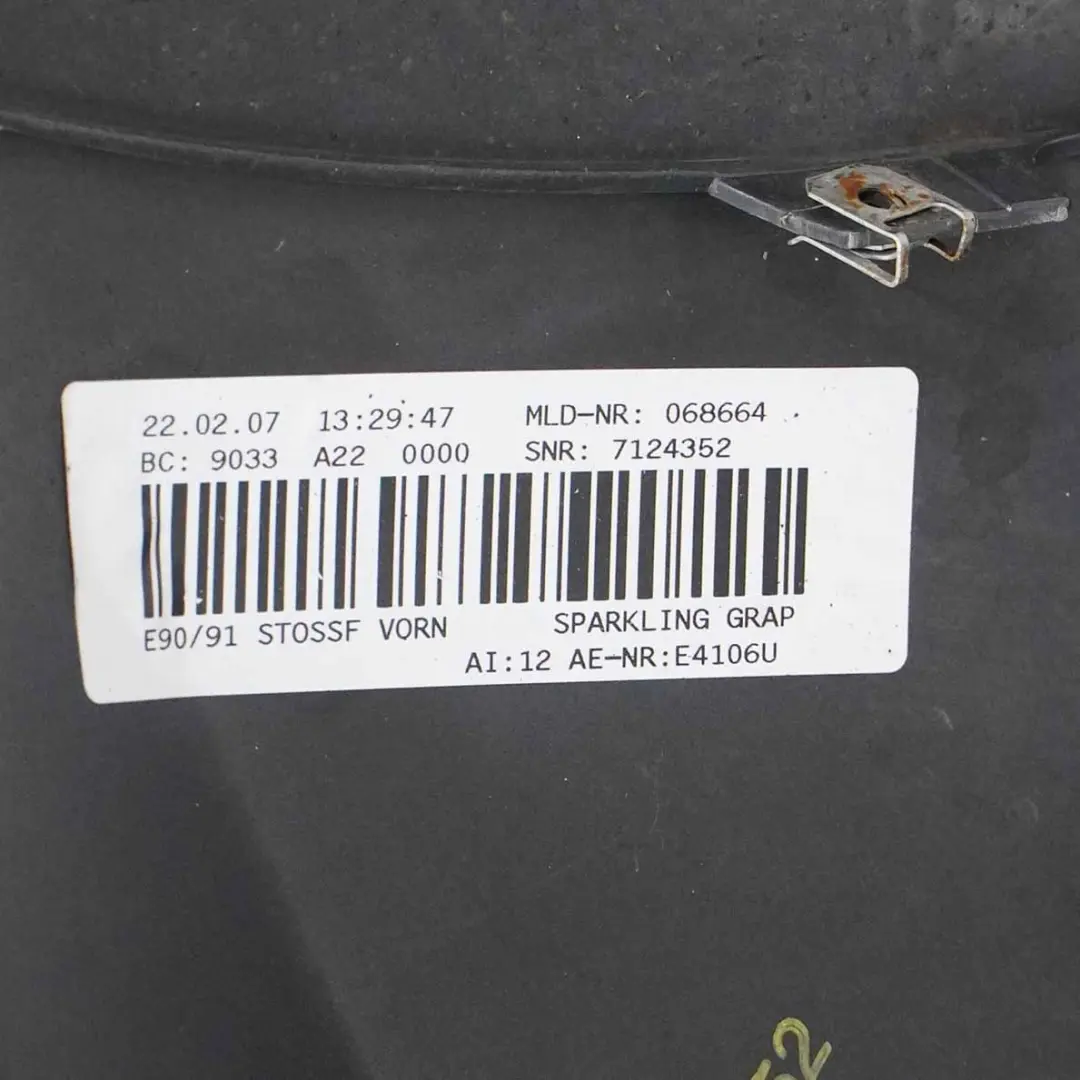 22.02.07 13:29:47 MLD-NR: 068664
BC: 9033 A22 0000 SNR: 7124352
E90/91 STOSSF VORN SPARKLING GRAP
AI:12 AE-NR:E4106U
52